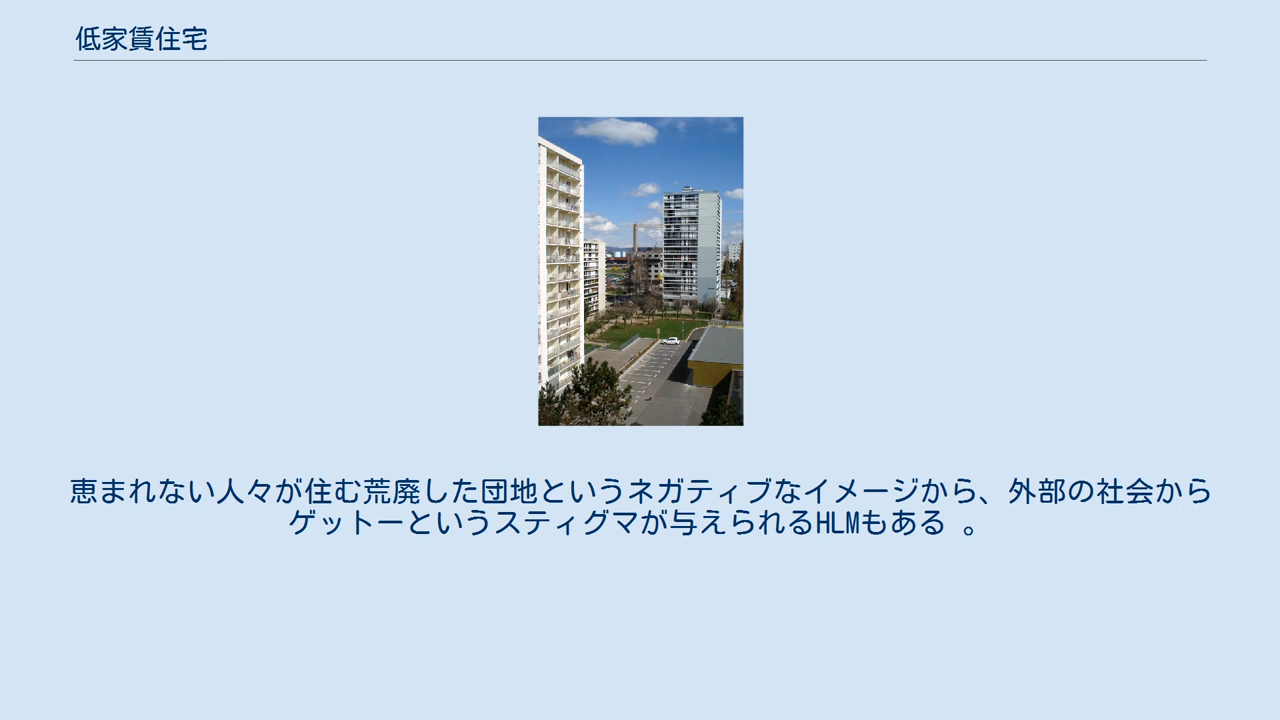 低家賃住宅
恵まれない人々が住む荒廃した団地というネガティブなイメージから、外部の社会から
ゲットーというスティグマが与えられるHLMもある 。